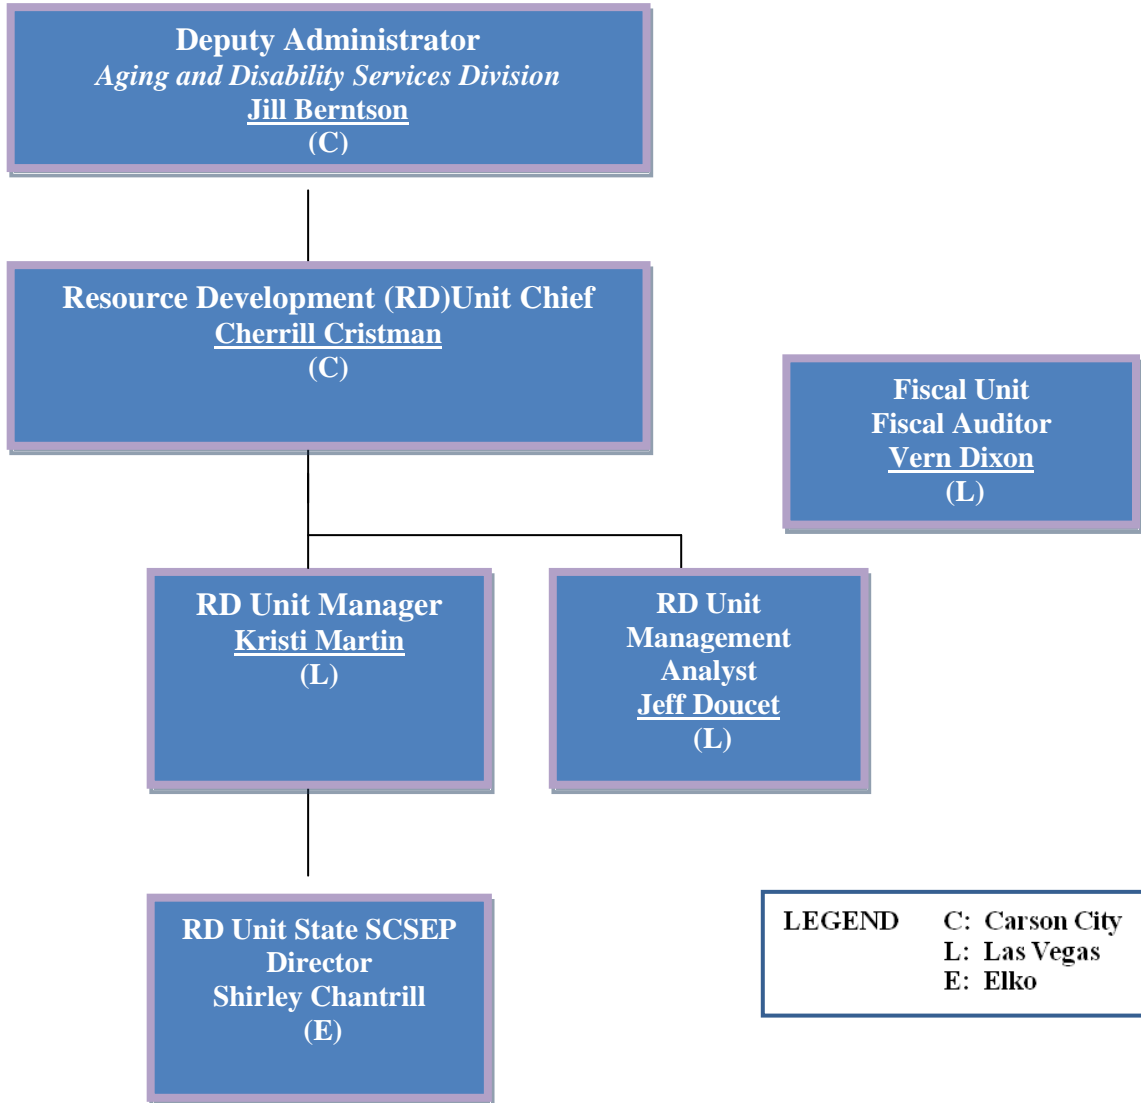 Deputy Administrator
Aging and Disability Services Division
Jill Berntson
(C)
Resource Development (RD)Unit Chief
Cherrill Cristman
(C)
Fiscal Unit
Fiscal Auditor
Vern Dixon
(L)
RD Unit Manager
Kristi Martin
(L)
RD Unit
Management
Analyst
Jeff Doucet
(L)
RD Unit State SCSEP
Director
Shirley Chantrill
(E)
LEGEND C: Carson City
L: Las Vegas
E: Elko